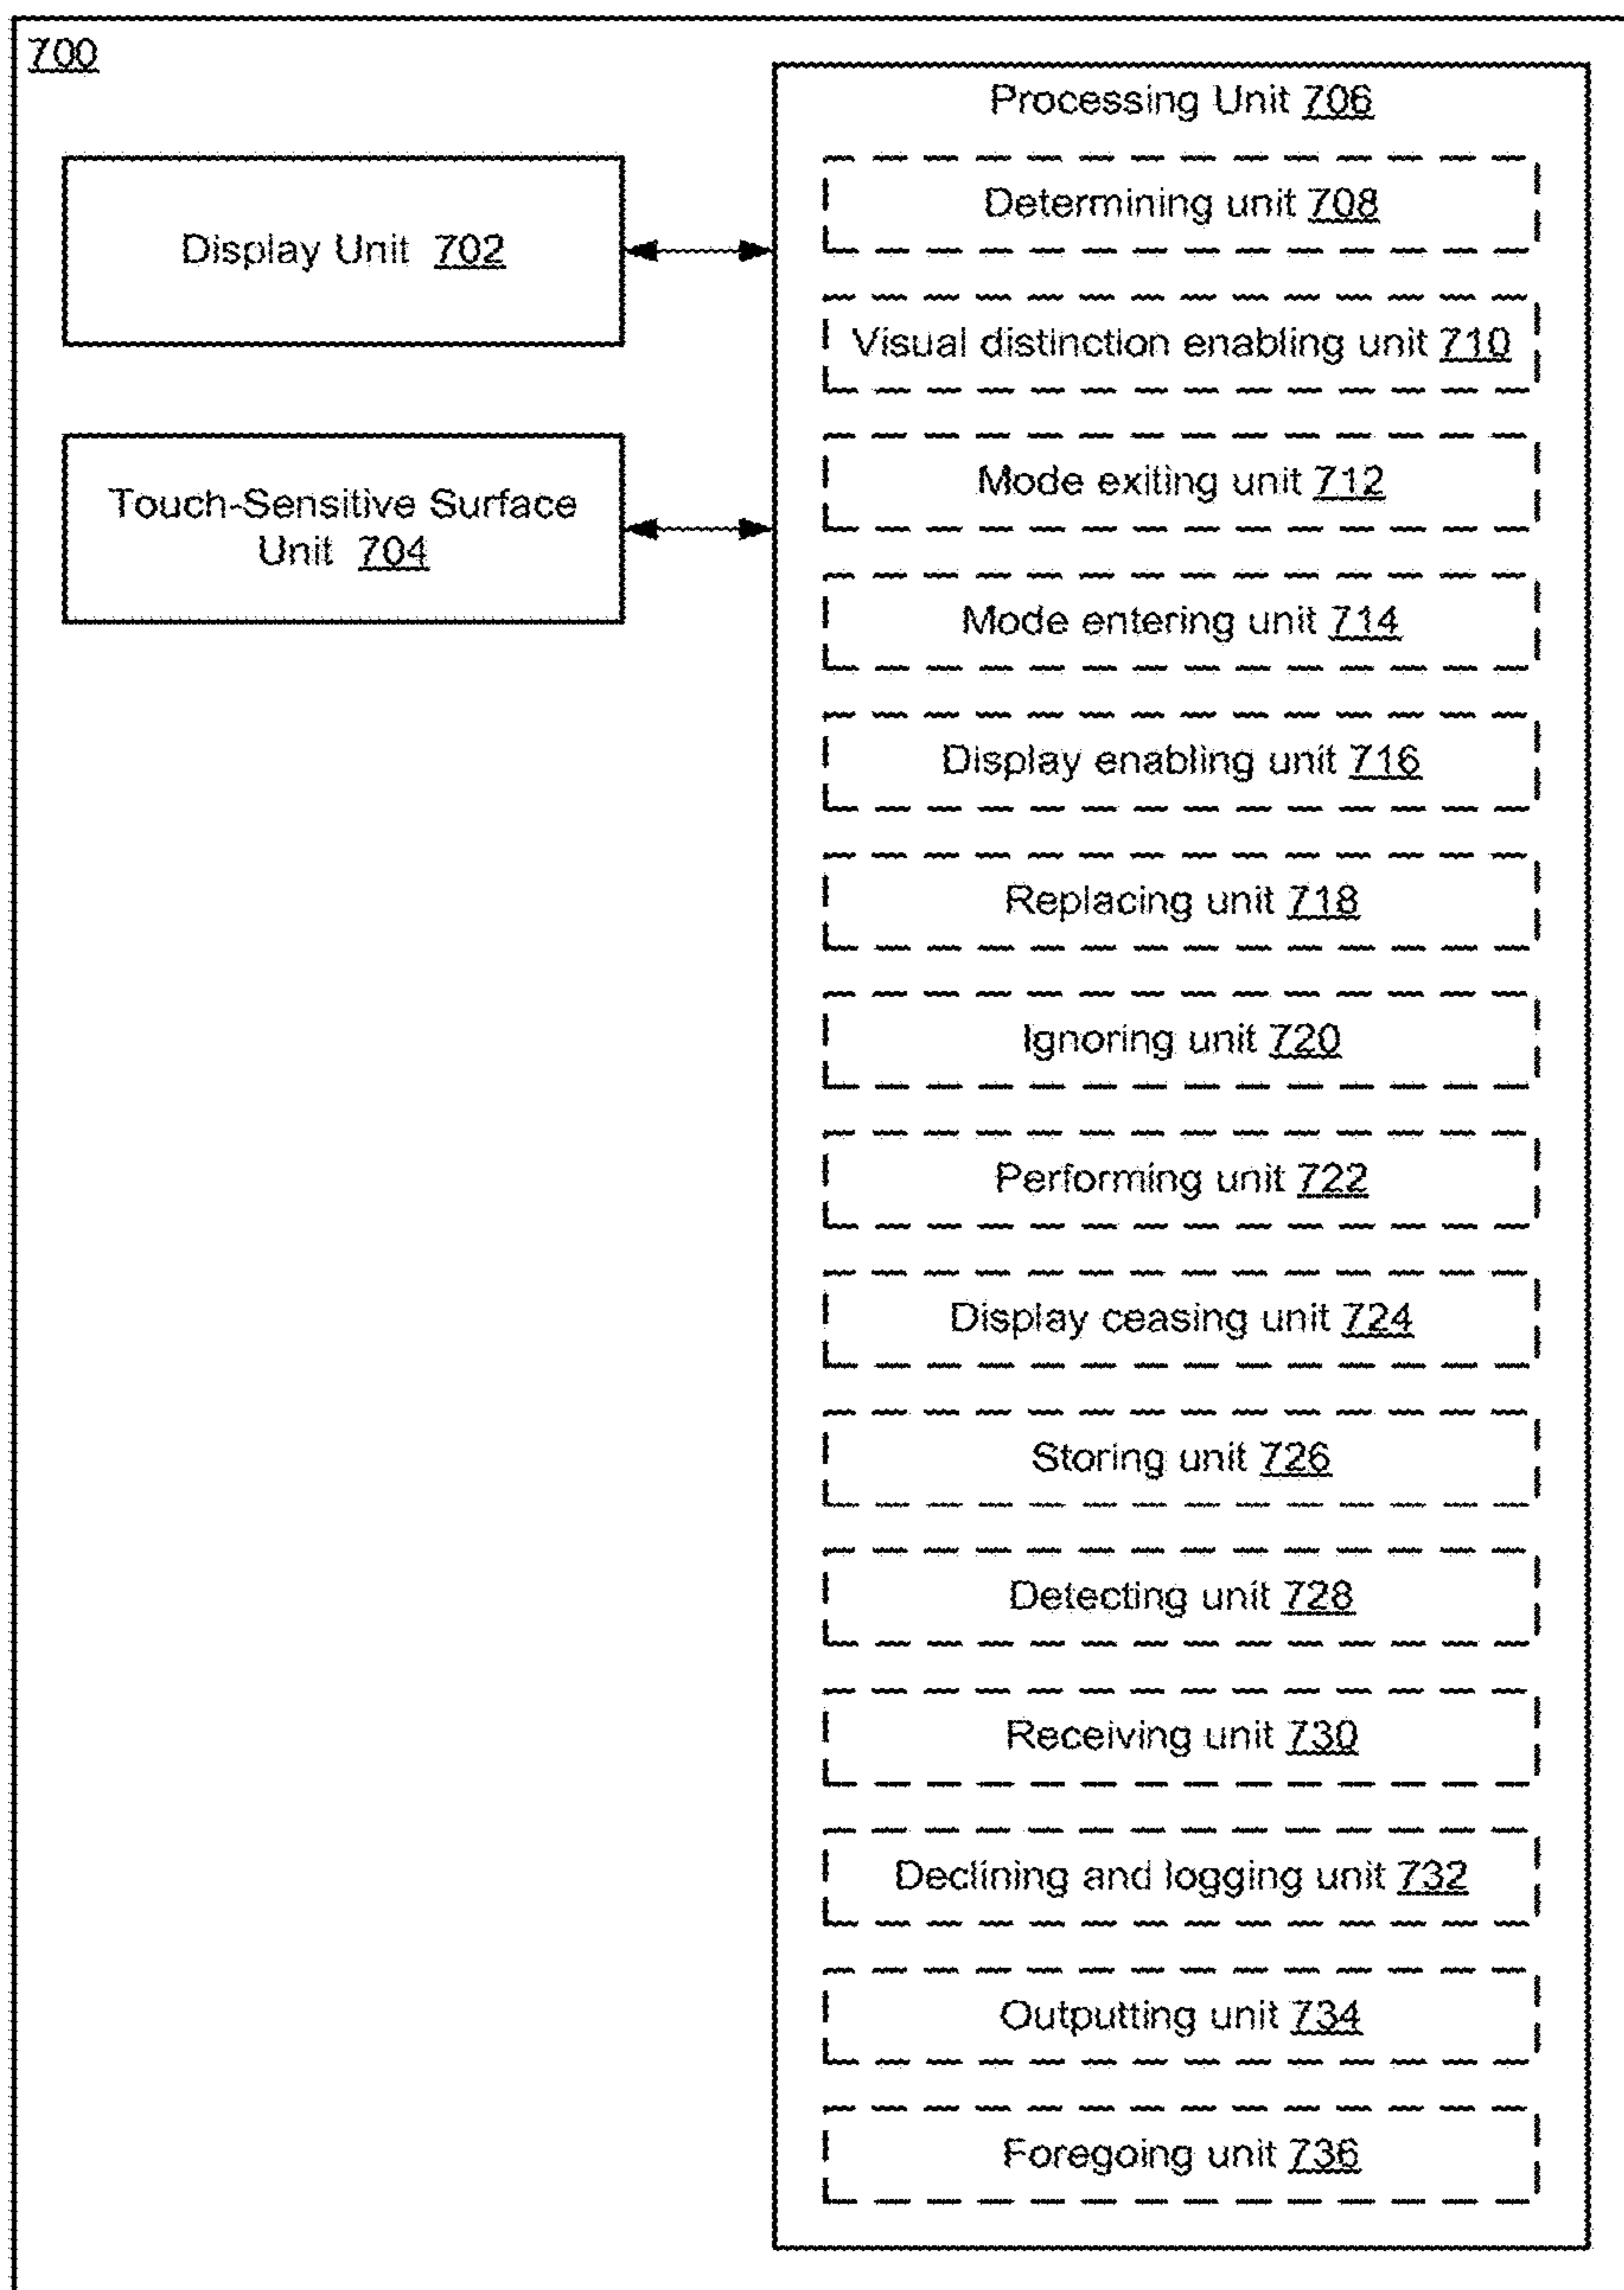 700
Processing Unit 706
Display Unit 702
Touch-Sensitive Surface
Unit 704
Determining unit 708
Visual distinction enabling unit 710
Mode exiting unit 712
Mode entering unit 714
Display enabling unit 716
Replacing unit 718
Ignoring unit 720
Performing unit 722
Display ceasing unit 724
Storing unit 726
Detecting unit 728
Receiving unit 730
Declining and logging unit 732
Outputting unit 734
Foregoing unit 736